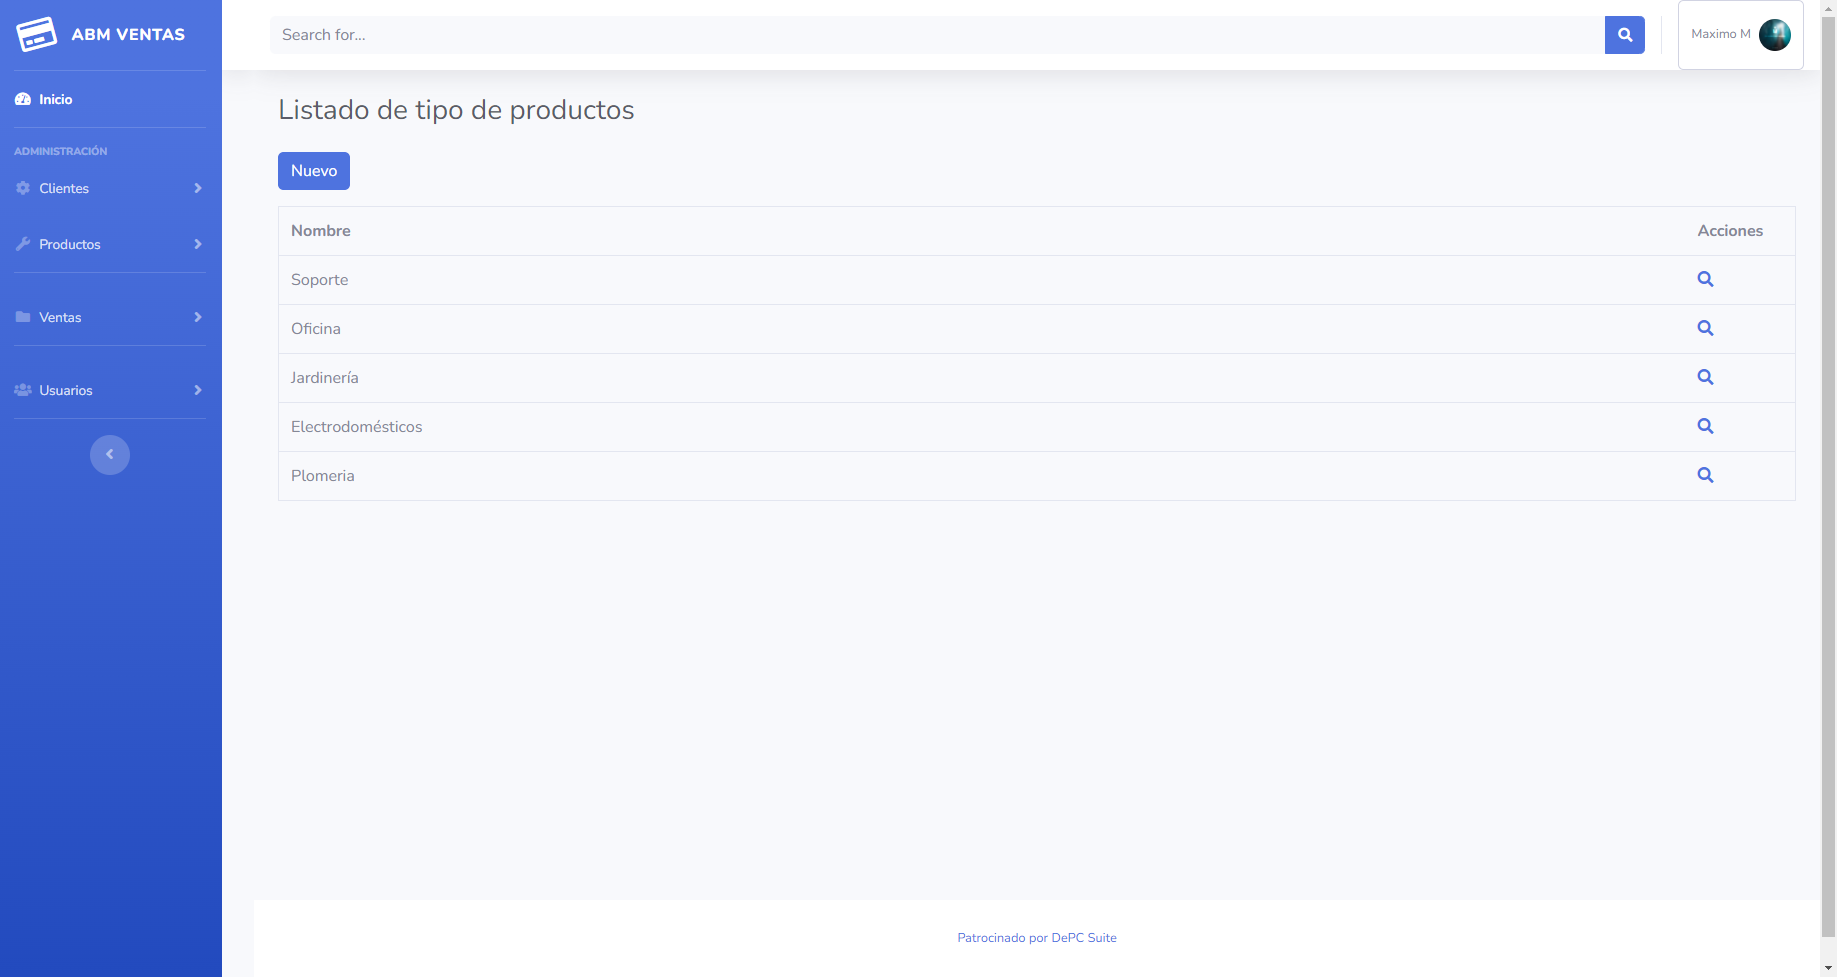 ABM VENTAS
Inicio
ADMINISTRACIÓN
Clientes
Productos
Ventas
Usuarios
Search for...
Maximo M
Listado de tipo de productos
Nuevo
Nombre Acciones
Soporte
Oficina
Jardinería
Electrodomésticos
Plomeria
Patrocinado por DePC Suite